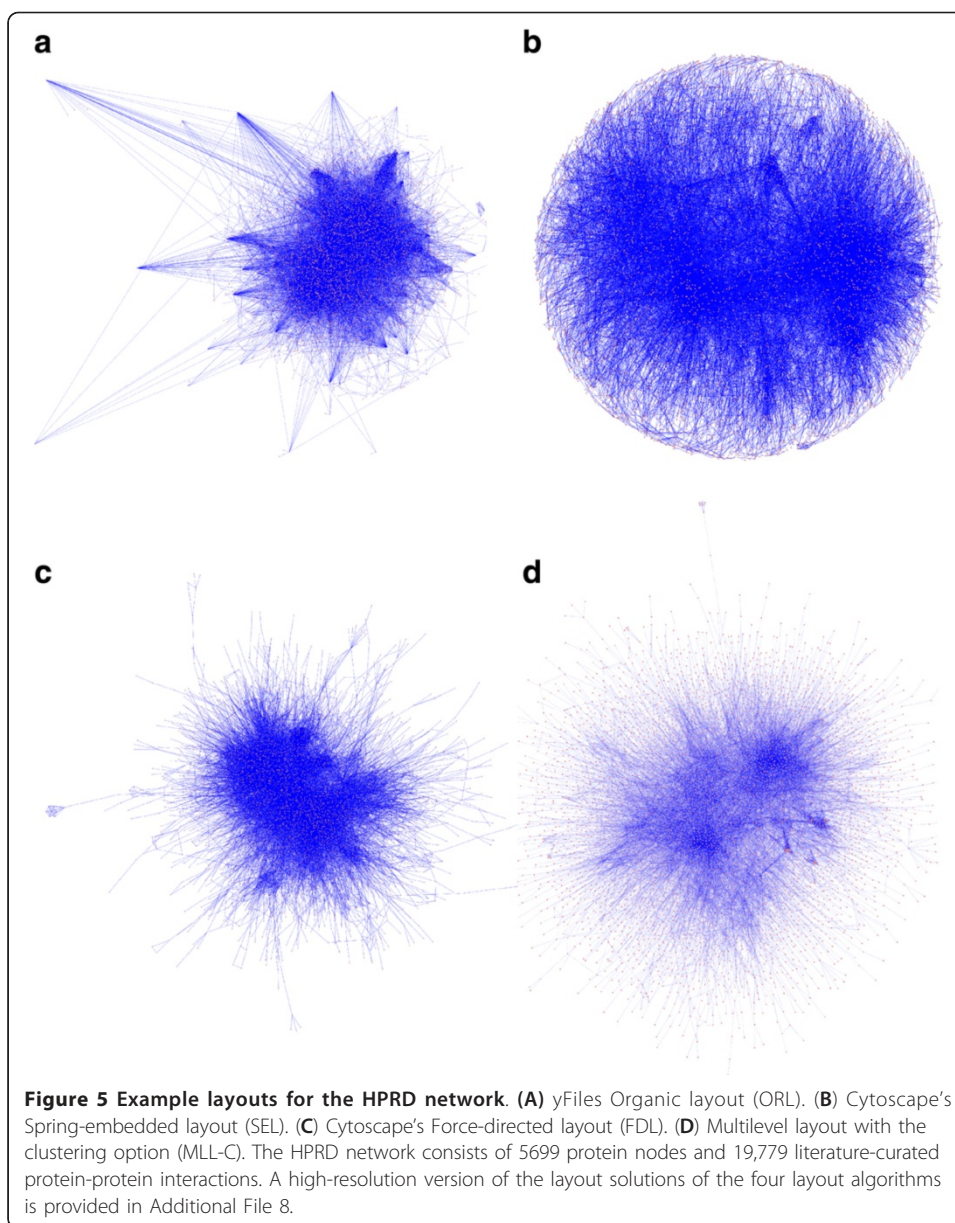 a
b
c
d
Figure 5 Example layouts for the HPRD network. (A) yFiles Organic layout (ORL). (B) Cytoscape's
Spring-embedded layout (SEL). (C) Cytoscape's Force-directed layout (FDL). (D) Multilevel layout with the
clustering option (MLL-C). The HPRD network consists of 5699 protein nodes and 19,779 literature-curated
protein-protein interactions. A high-resolution version of the layout solutions of the four layout algorithms
is provided in Additional File 8.